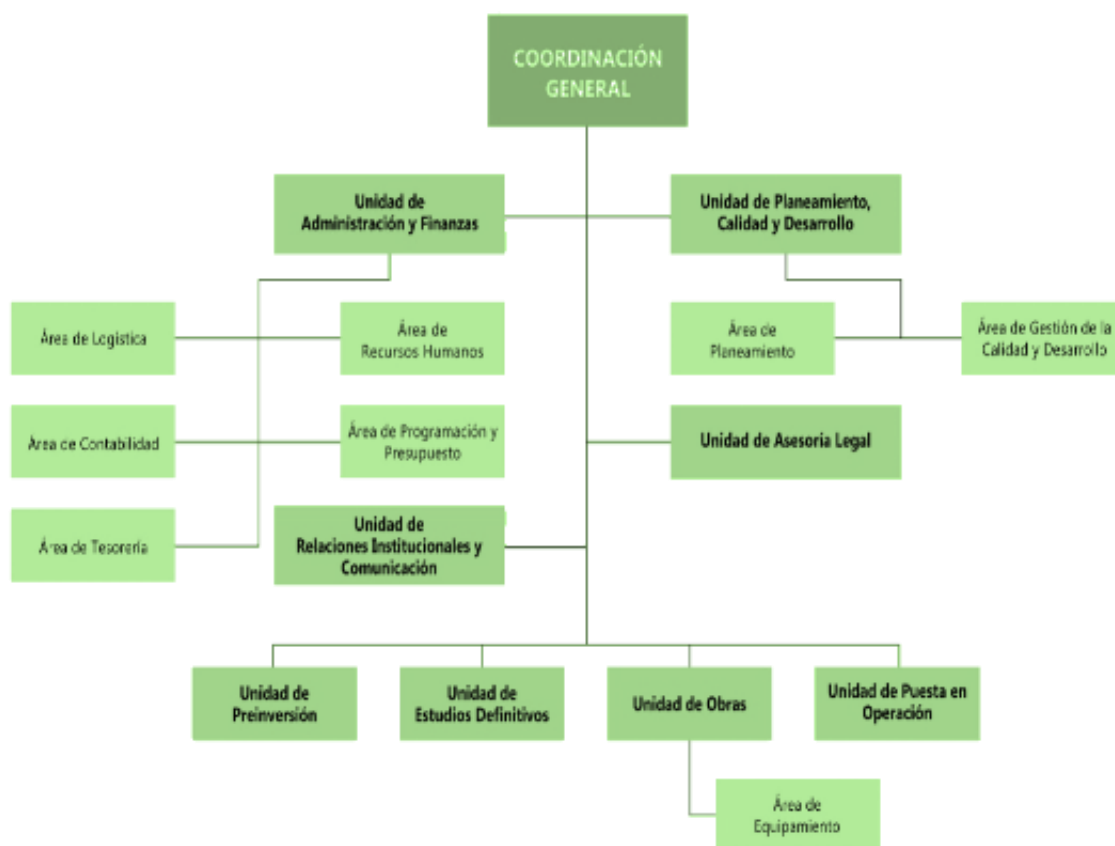 COORDINACIÓN
GENERAL
Unidad de
Administración y Finanzas
Unidad de Planeamiento,
Calidad y Desarrollo
Área de Logística
Área de
Recursos Humanos
Área de
Planeamiento
Área de Gestión de la
Calidad y Desarrollo
Área de Contabilidad
Área de Programación y
Presupuesto
Unidad de Asesoria Legal
Área de Tesorería
Unidad de
Relaciones Institucionales y
Comunicación
Unidad de
Preinversión
Unidad de
Estudios Definitivos
Unidad de Obras
Unidad de Puesta en
Operación
Área de
Equipamiento